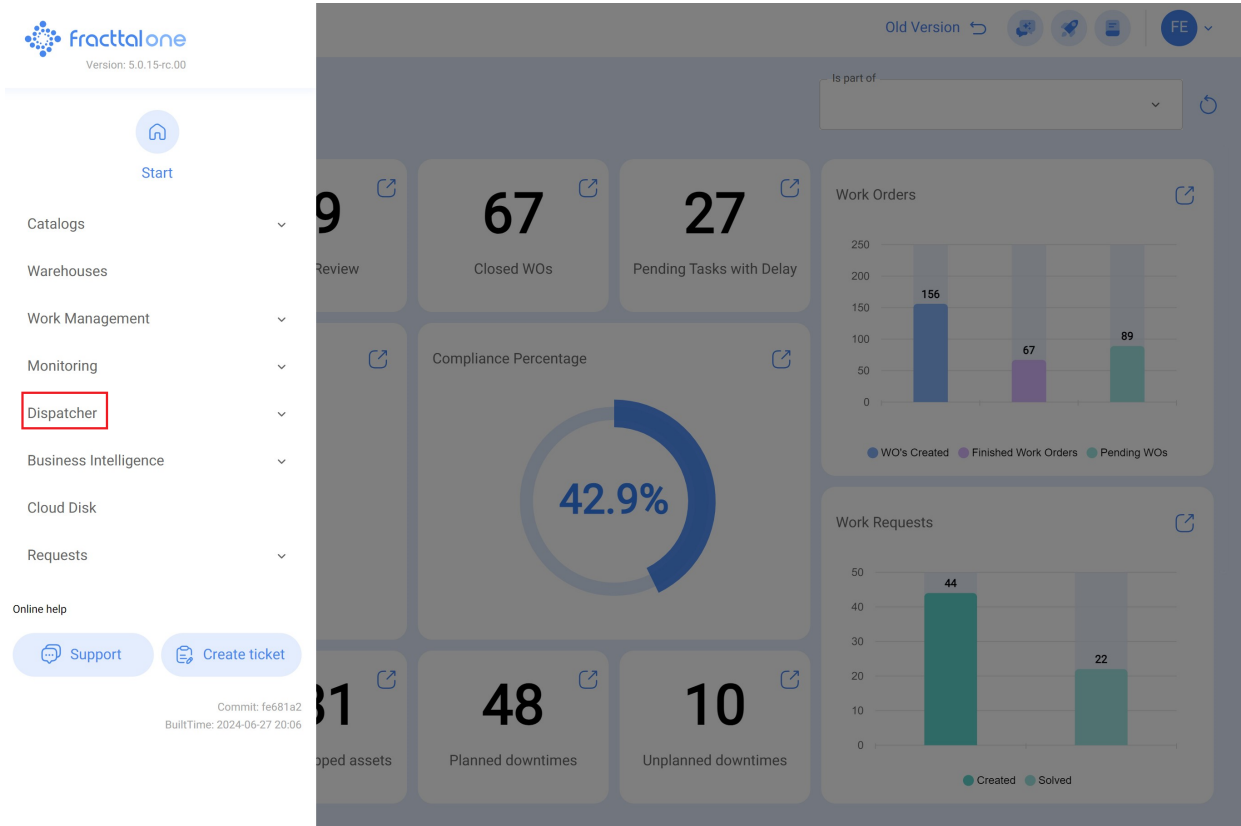 fracttal one
Version: 5.0.15-rc.00
Start
Catalogs
Warehouses
Work Management
Monitoring
Dispatcher
Business Intelligence
Cloud Disk
Requests
Online help
Support
Create ticket
Commit: fe681a2
BuiltTime: 2024-06-27 20:06
Old Version
FE
Is part of
9
Review
67
Closed WOs
27
Pending Tasks with Delay
Compliance Percentage
42.9%
31
assets
48
Planned downtimes
10
Unplanned downtimes
Work Orders
250
200
150
100
50
0
156
67
89
WO's Created
Finished Work Orders
Pending WOs
Work Requests
50
40
30
20
10
0
44
22
Created
Solved